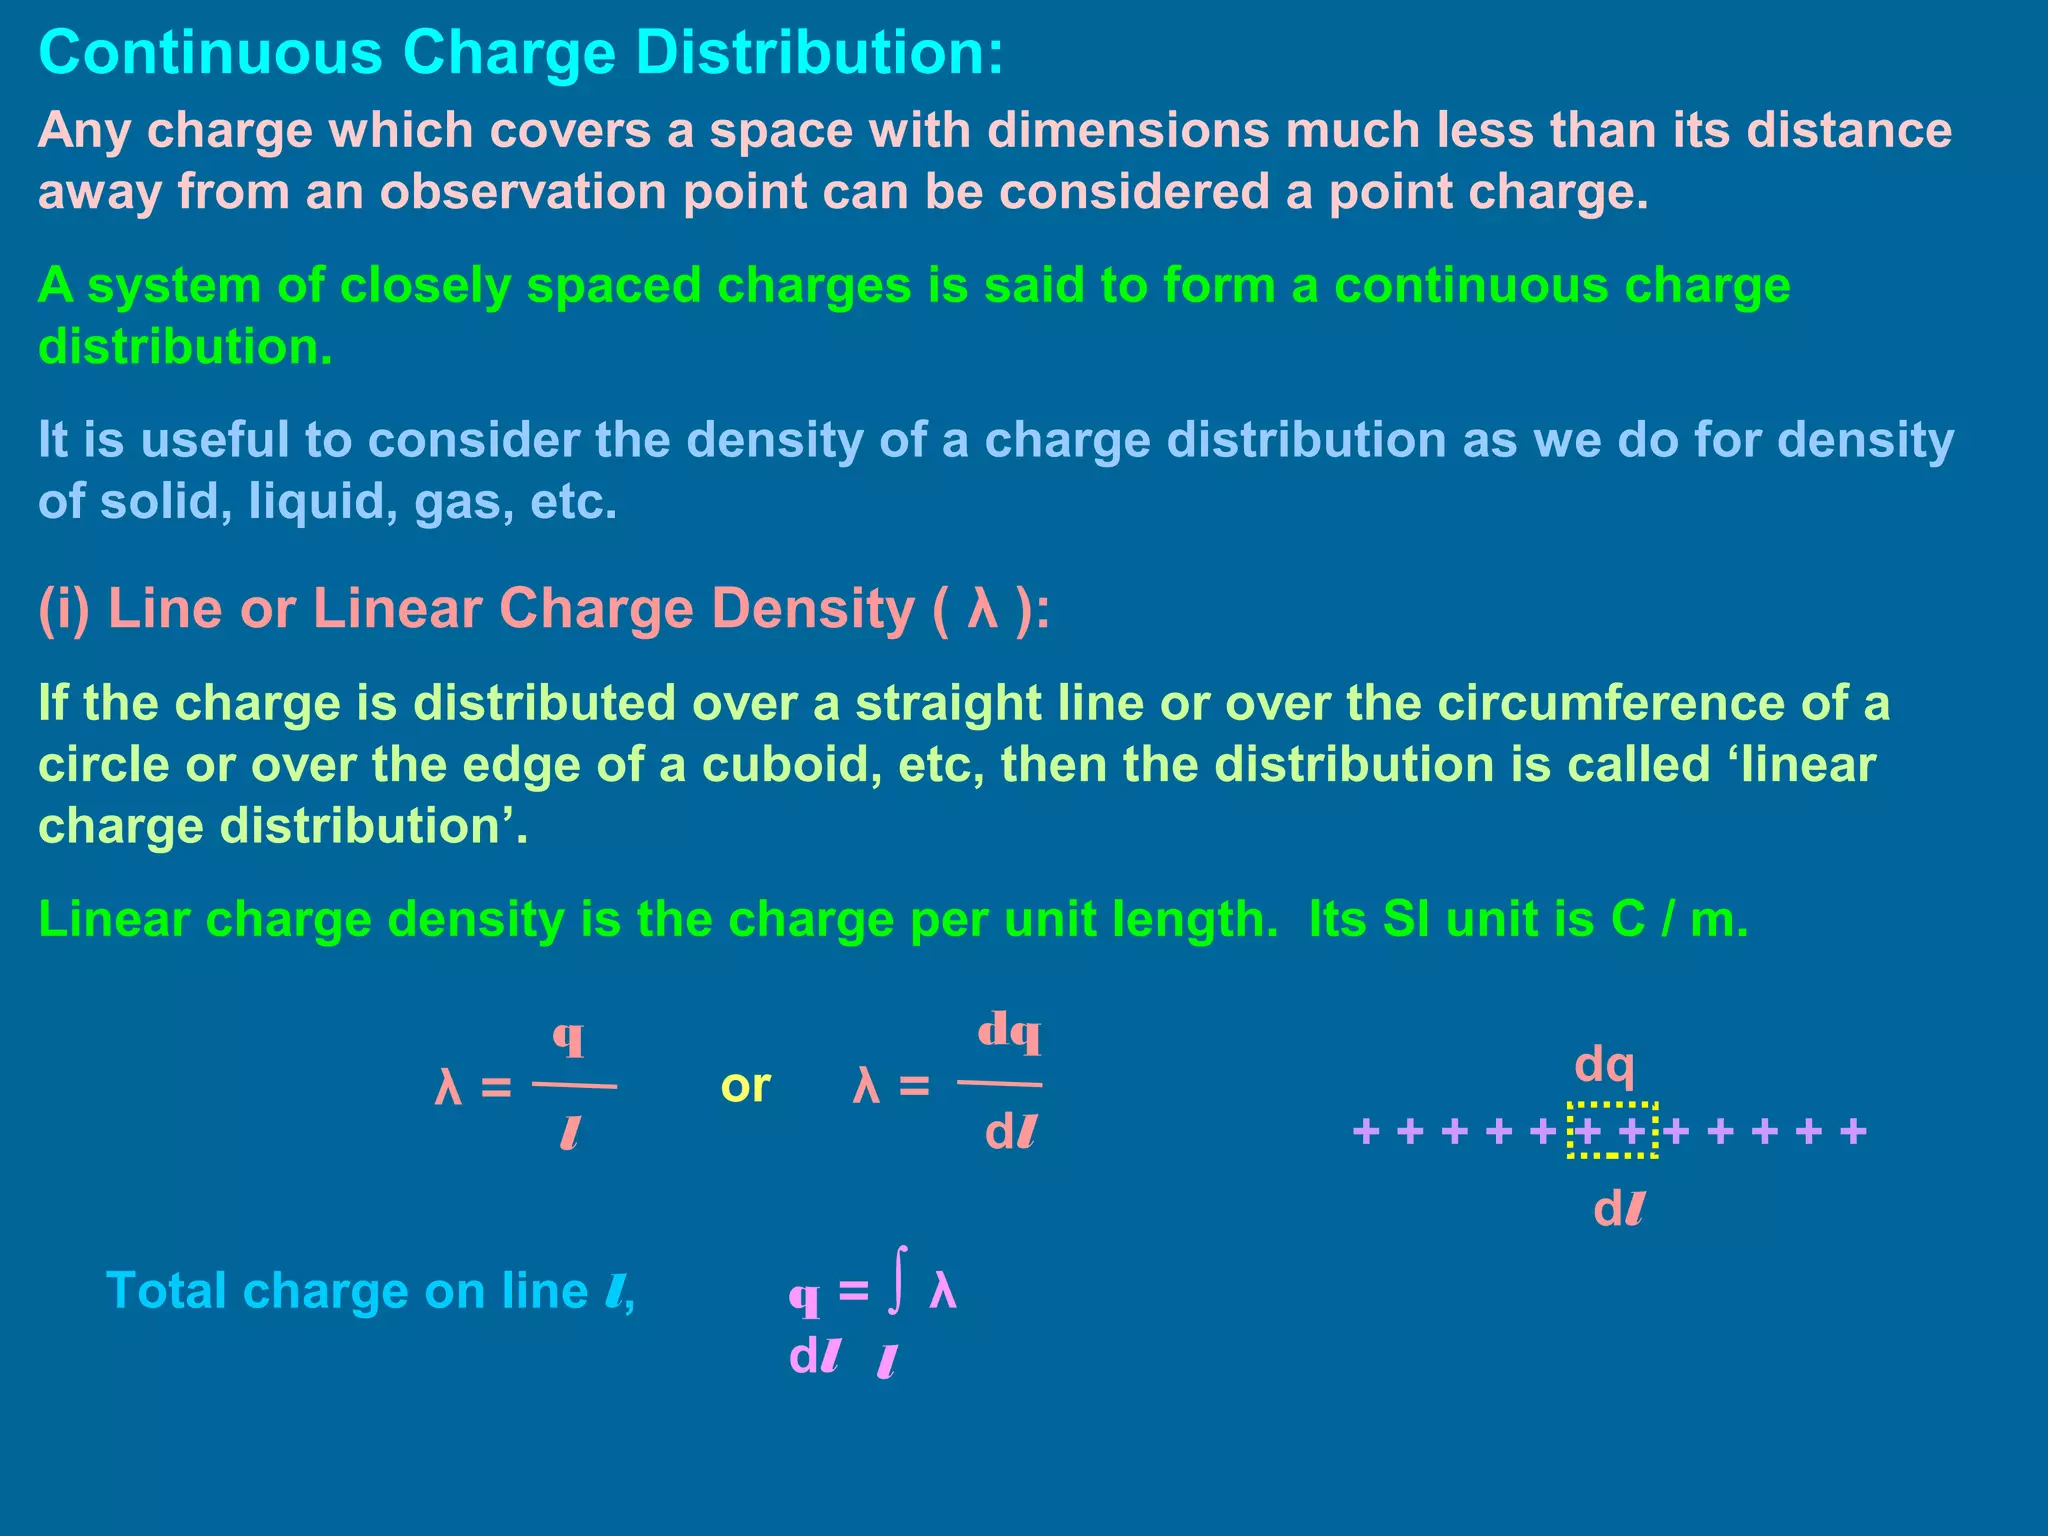 Continuous Charge Distribution:
Any charge which covers a space with dimensions much less than its distance
away from an observation point can be considered a point charge.
A system of closely spaced charges is said to form a continuous charge
distribution.
It is useful to consider the density of a charge distribution as we do for density
of solid, liquid, gas, etc.
(i) Line or Linear Charge Density ( λ ):
If the charge is distributed over a straight line or over the circumference of a
circle or over the edge of a cuboid, etc, then the distribution is called ‘linear
charge distribution’.
Linear charge density is the charge per unit length.  Its SI unit is C / m.
q
λ =
l
or
dq
λ =
dl
dq
+ + + + + + + + + + + +
dl
Total charge on line l,
q = ∫ λ
dl l